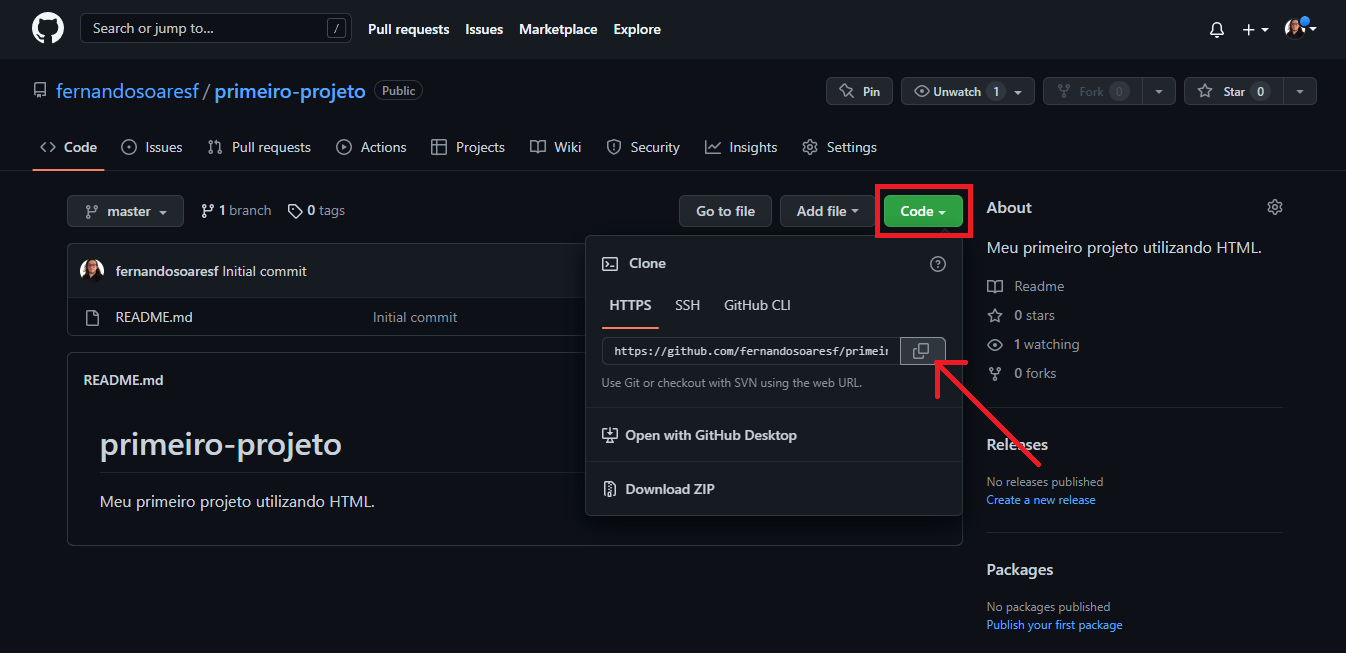 Search or jump to... /
Pull requests Issues Marketplace Explore
fernandosoaresf / primeiro-projeto Public
Pin Unwatch 1 Fork 0 Star 0
Code Issues Pull requests Actions Projects Wiki Security Insights Settings
master 1 branch 0 tags Go to file Add file Code
fernandosoaresf Initial commit
README.md Initial commit
README.md
primeiro-projeto
Meu primeiro projeto utilizando HTML.
Clone
HTTPS SSH GitHub CLI
https://github.com/fernandosoaresf/primeir
Use Git or checkout with SVN using the web URL.
Open with GitHub Desktop
Download ZIP
About
Meu primeiro projeto utilizando HTML.
Readme
0 stars
1 watching
0 forks
Releases
No releases published
Create a new release
Packages
No packages published
Publish your first package